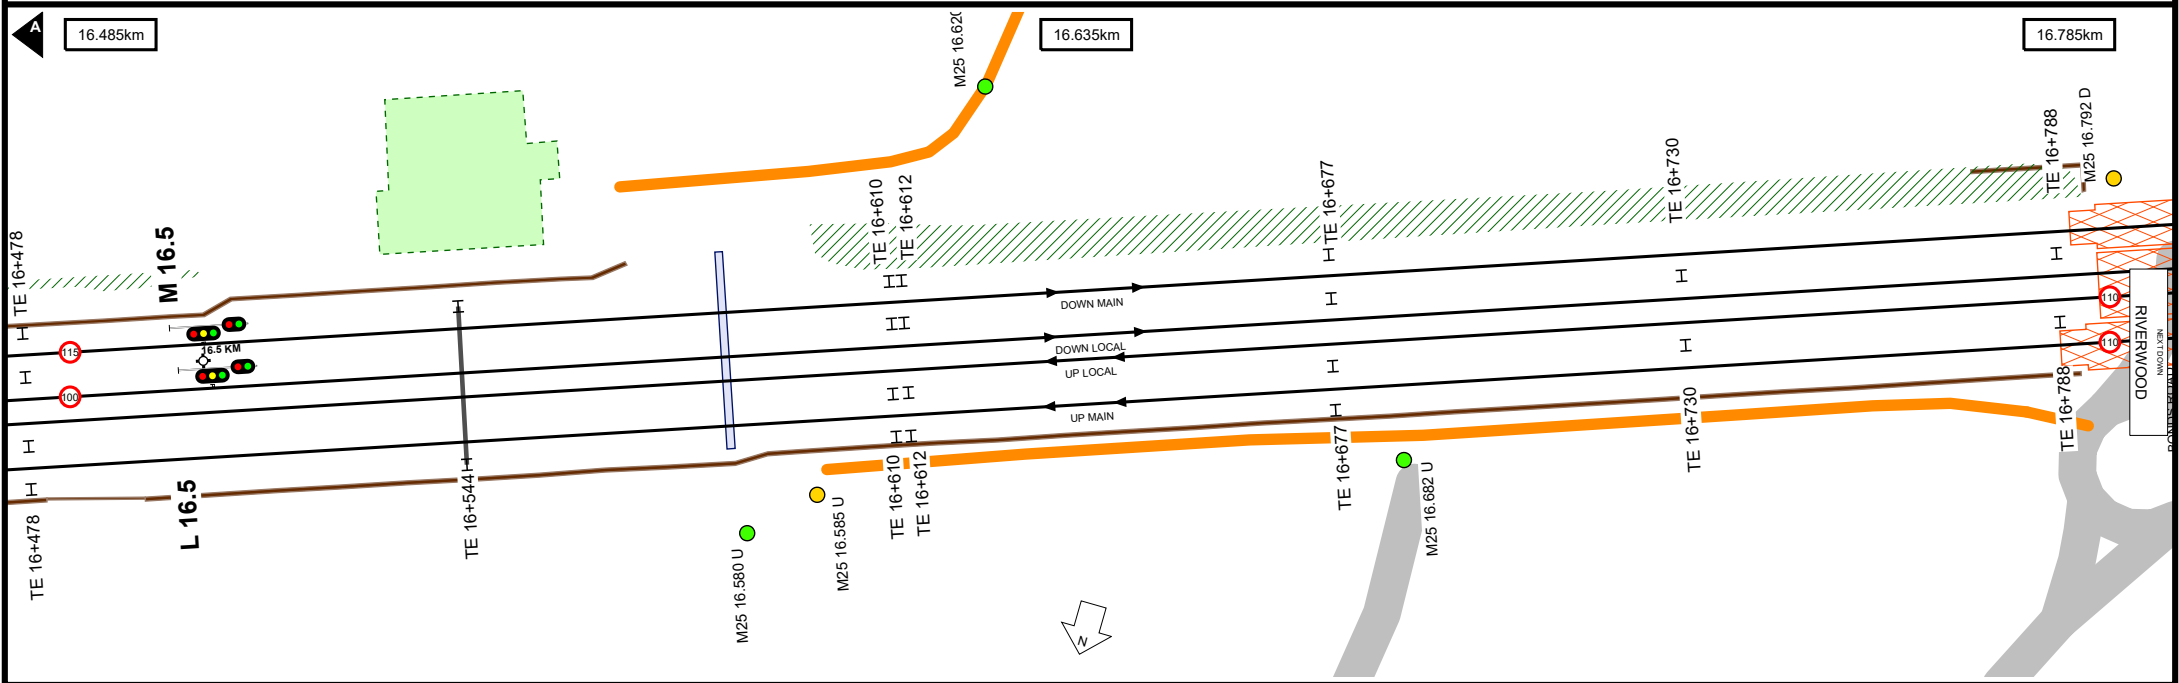 A
16.485km
16.635km
16.785km
M25 16.620
M25 16.792 D
TE 16+478
M 16.5
TE 16+610
TE 16+612
TE 16+677
TE 16+730
TE 16+788
115
16.5 KM
100
DOWN MAIN
DOWN LOCAL
UP LOCAL
UP MAIN
110
110
RIVERWOOD
NEXT DOWN
TE 16+478
L 16.5
TE 16+544
M25 16.580 U
M25 16.585 U
TE 16+610
TE 16+612
TE 16+677
M25 16.682 U
TE 16+730
TE 16+788
N